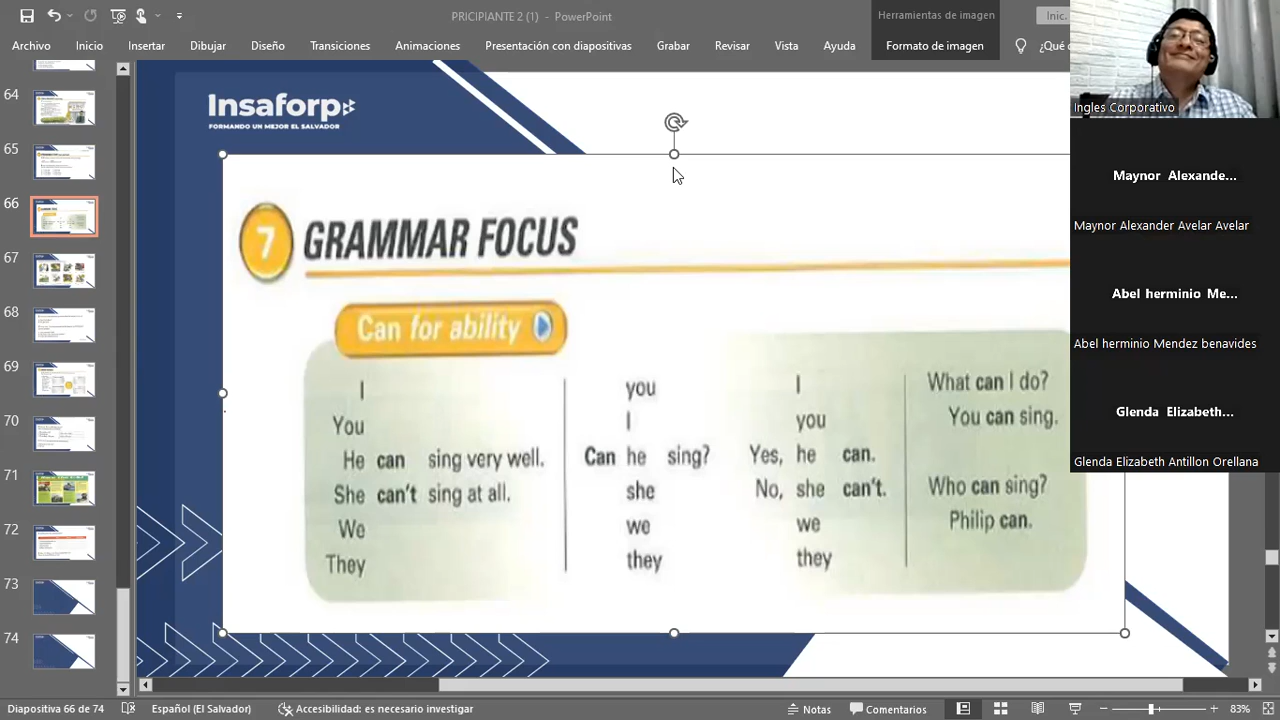 PRICIPIANTE 2 (1) - PowerPoint
Herramientas de imagen
Inic
Archivo Inicio Insertar Dibujar Diseño Transiciones Animaciones Presentación con diapositivas Grabar Revisar Vista Formato de imagen ¿Qué
Insaforp
FORMANDO UN MEJOR EL SALVADOR
7 GRAMMAR FOCUS
Can for ability
I
You
He can sing very well.
She can't sing at all.
We
They
you
I
Can he sing?
she
we
they
I
you
Yes, he can.
No, she can't.
we
they
What can I do?
You can sing.
Who can sing?
Philip can.
Ingles Corporativo
Maynor Alexande...
Maynor Alexander Avelar Avelar
Abel herminio Me...
Abel herminio Mendez benavides
Glenda Elizabeth...
Glenda Elizabeth Antillon Orellana
65
66
67
68
69
70
71
72
73
74
Diapositiva 66 de 74 Español (El Salvador) Accesibilidad: es necesario investigar Notas Comentarios 83%